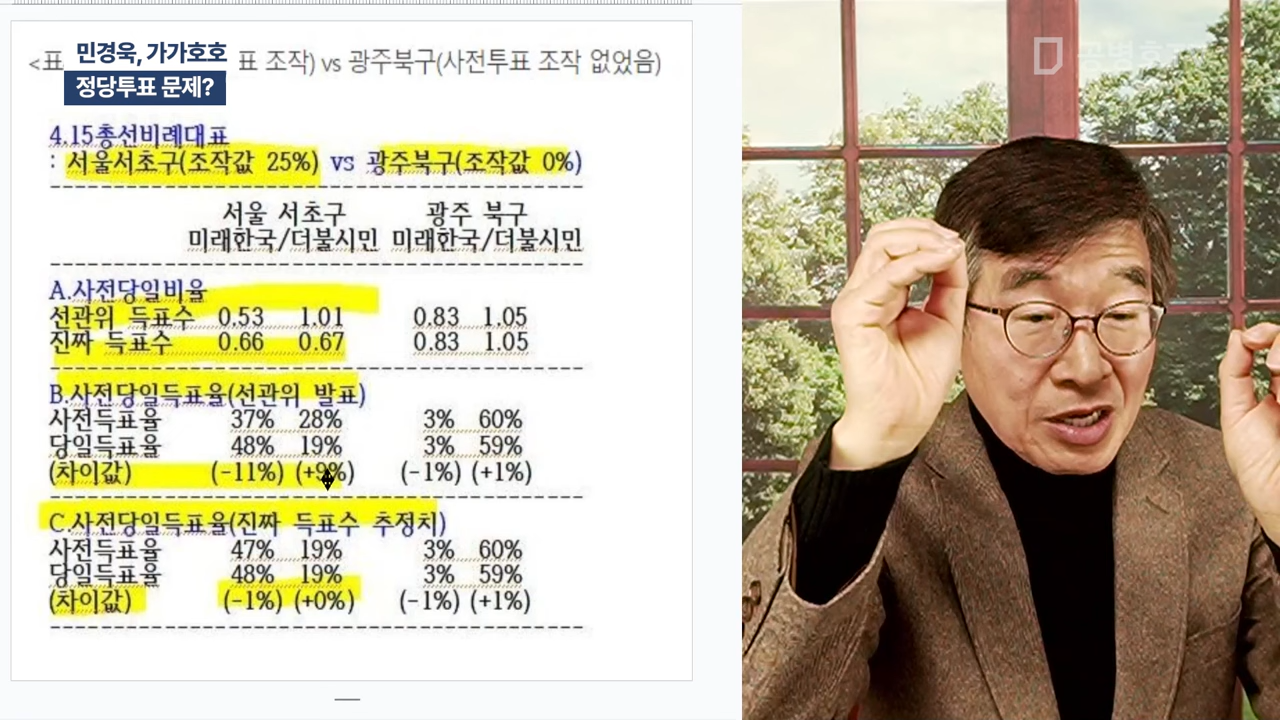 민경욱, 가가호호
정당투표 문제?
<표 표 조작) vs 광주북구(사전투표 조작 없었음)
4.15총선비례대표
: 서울서초구(조작값 25%) vs 광주북구(조작값 0%)
서울 서초구 광주 북구
미래한국/더불시민 미래한국/더불시민
A.사전당일비율
선관위 득표수 0.53 1.01 0.83 1.05
진짜 득표수 0.66 0.67 0.83 1.05
B.사전당일득표율(선관위 발표)
사전득표율 37% 28% 3% 60%
당일득표율 48% 19% 3% 59%
(차이값) (-11%) (+9%) (-1%) (+1%)
C.사전당일득표율(진짜 득표수 추정치)
사전득표율 47% 19% 3% 60%
당일득표율 48% 19% 3% 59%
(차이값) (-1%) (+0%) (-1%) (+1%)